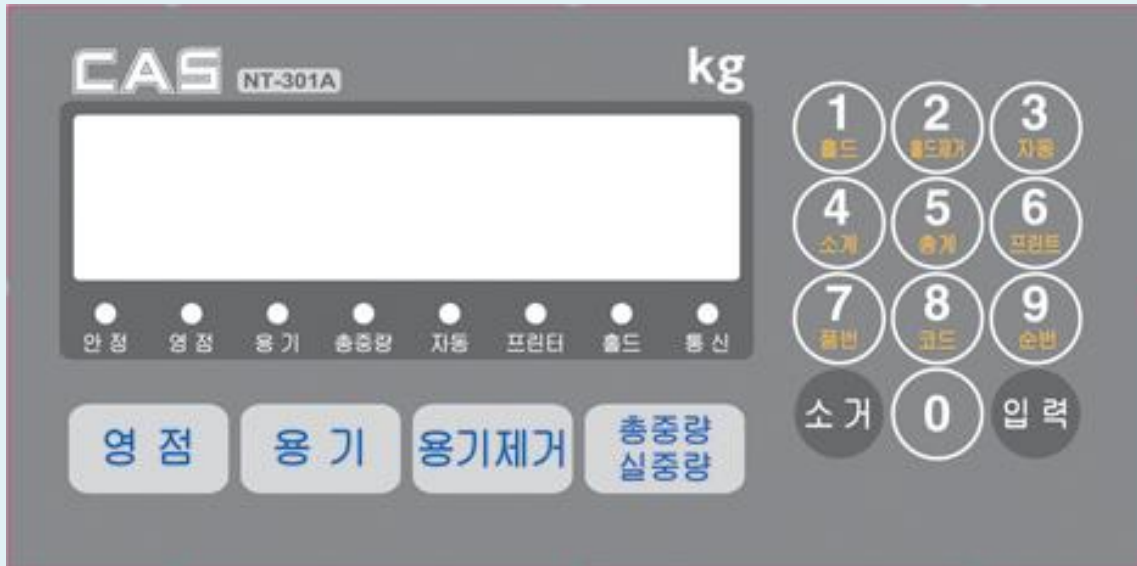 CAS NT-301A kg
안정 영점 용기 총중량 자동 프린터 홀드 통신
영점 용기 용기제거 총중량
실중량
1 2 3
홀드 홀드제거 자동
4 5 6
소계 총계 프린트
7 8 9
품번 코드 순번
소거 0 입력